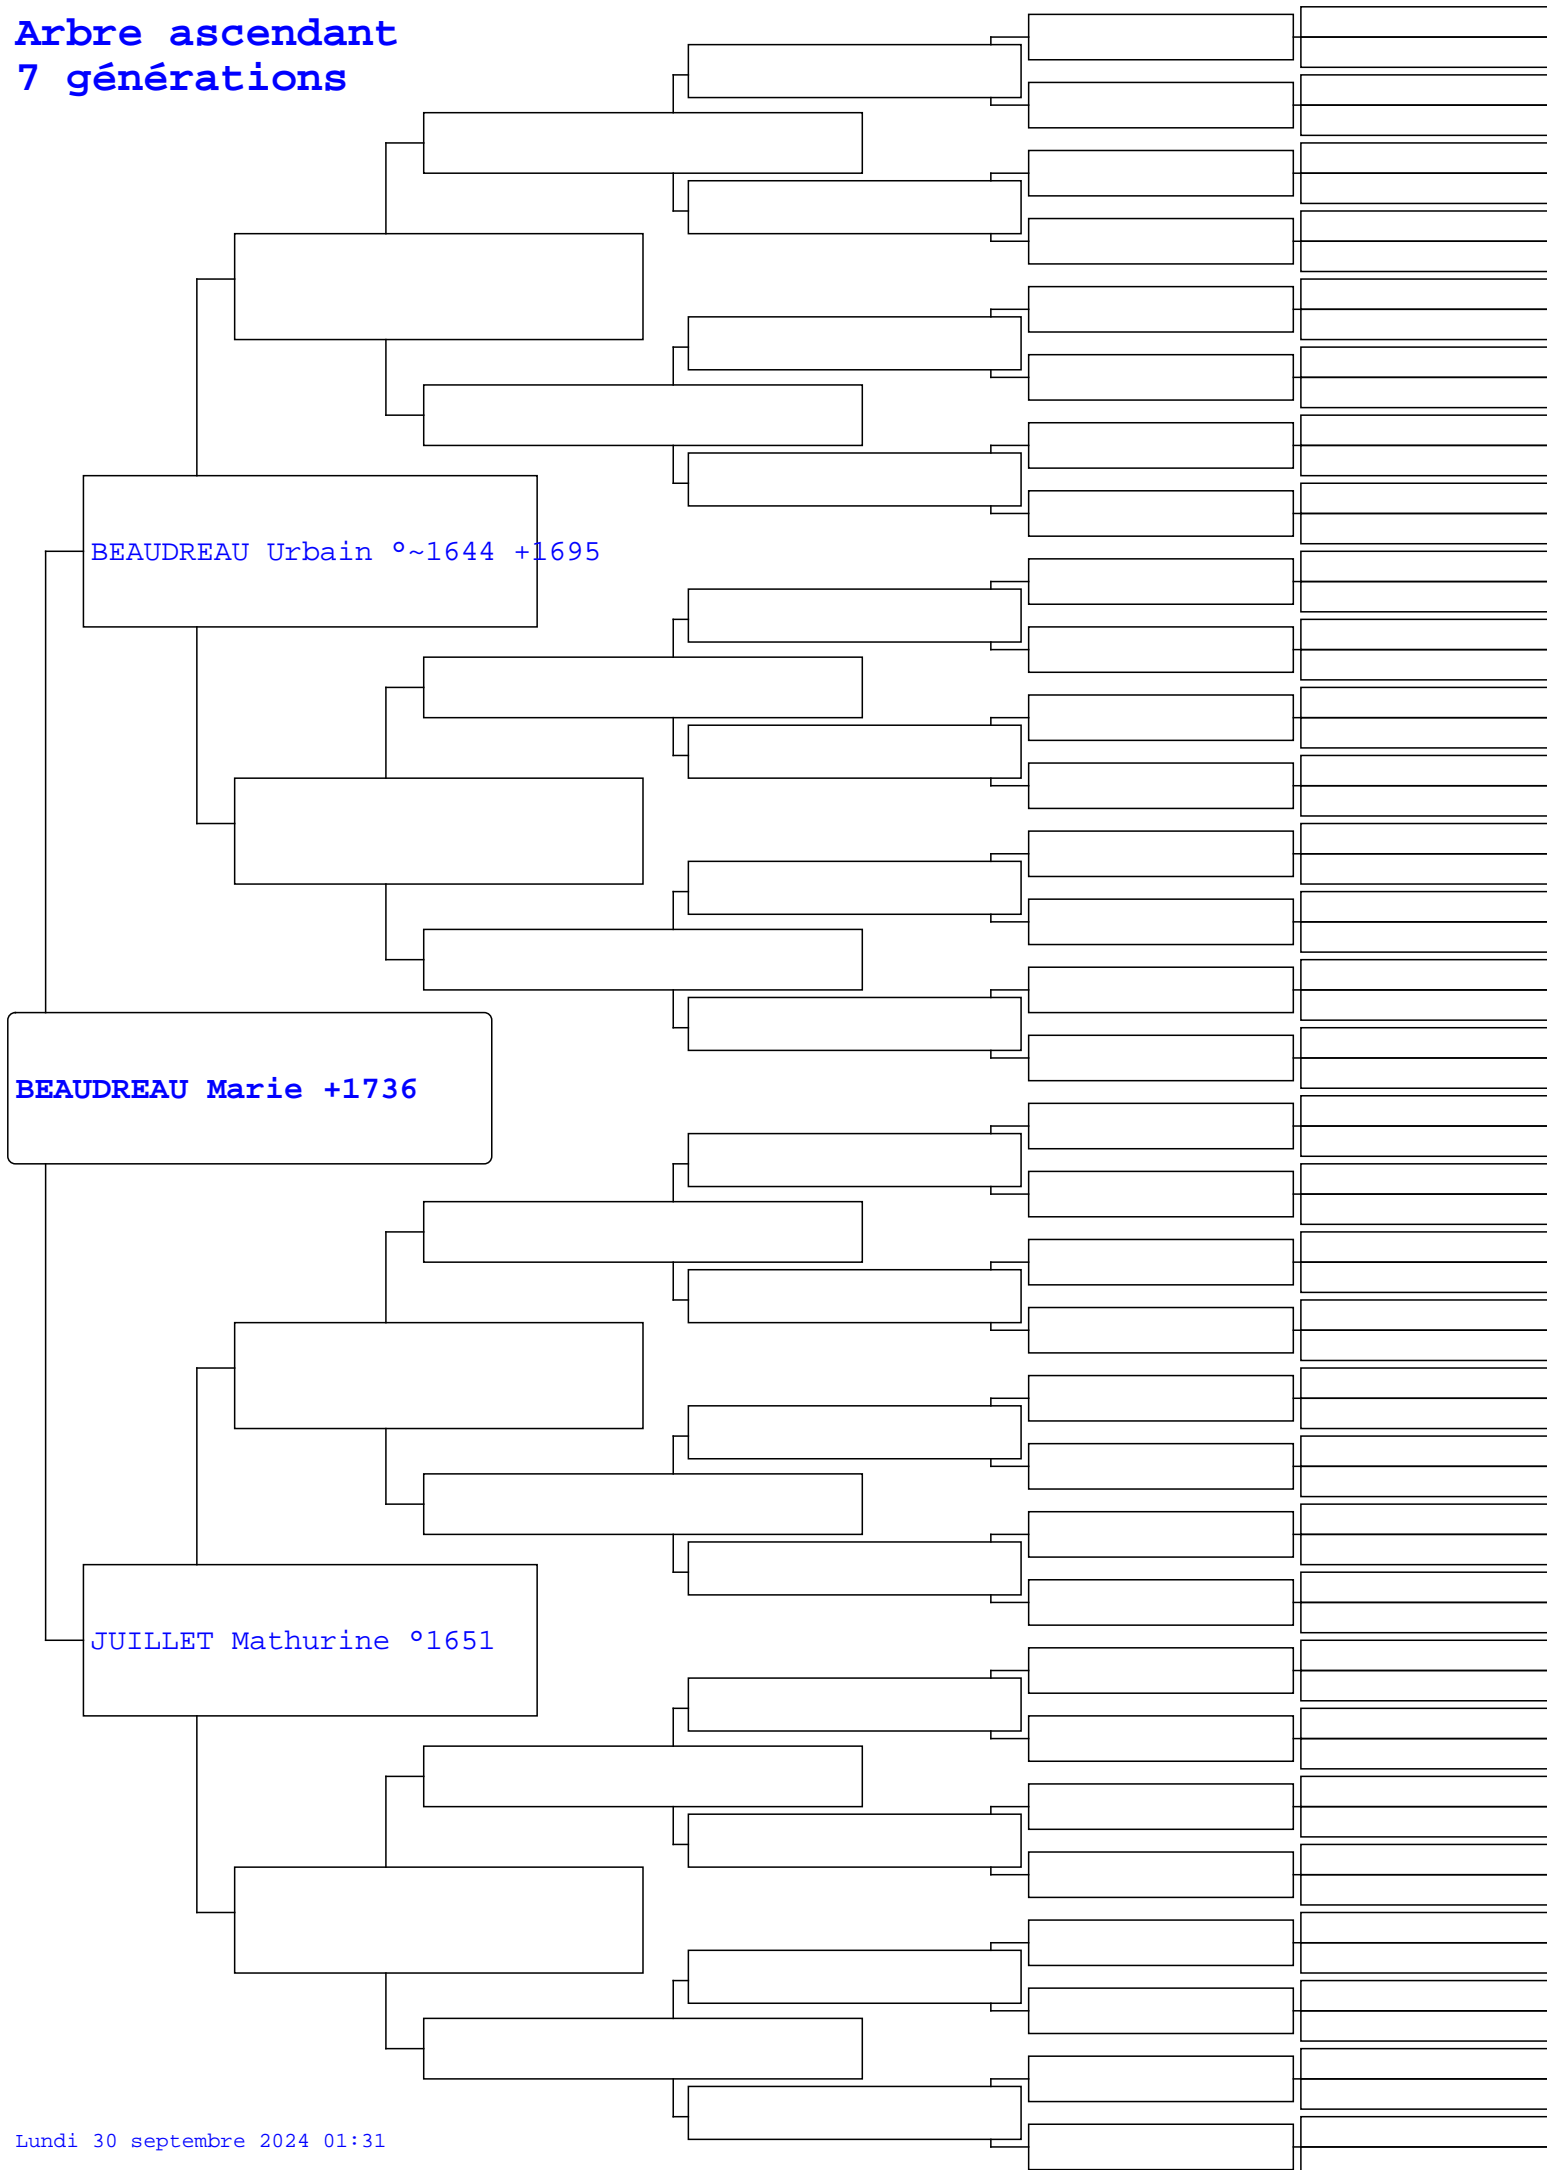 Arbre ascendant
7 générations
BEAUDREAU Urbain °~1644 +1695
BEAUDREAU Marie +1736
JUILLET Mathurine °1651
Lundi 30 septembre 2024 01:31